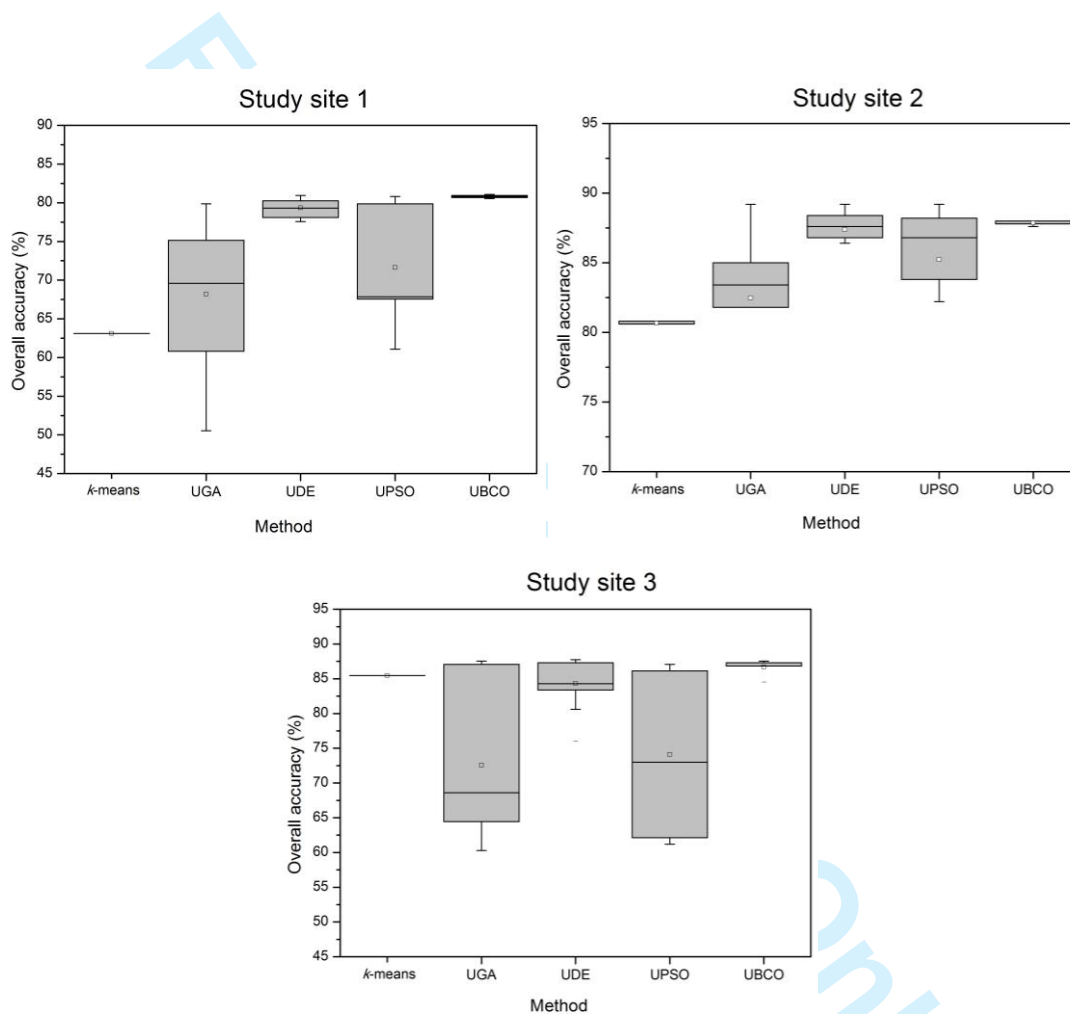 Study site 1
90
85
80
75
70
65
60
55
50
45
Overall accuracy (%)
k-means UGA UDE UPSO UBCO
Method
Study site 2
95
90
85
80
75
70
Overall accuracy (%)
k-means UGA UDE UPSO UBCO
Method
Study site 3
95
90
85
80
75
70
65
60
55
50
45
Overall accuracy (%)
k-means UGA UDE UPSO UBCO
Method